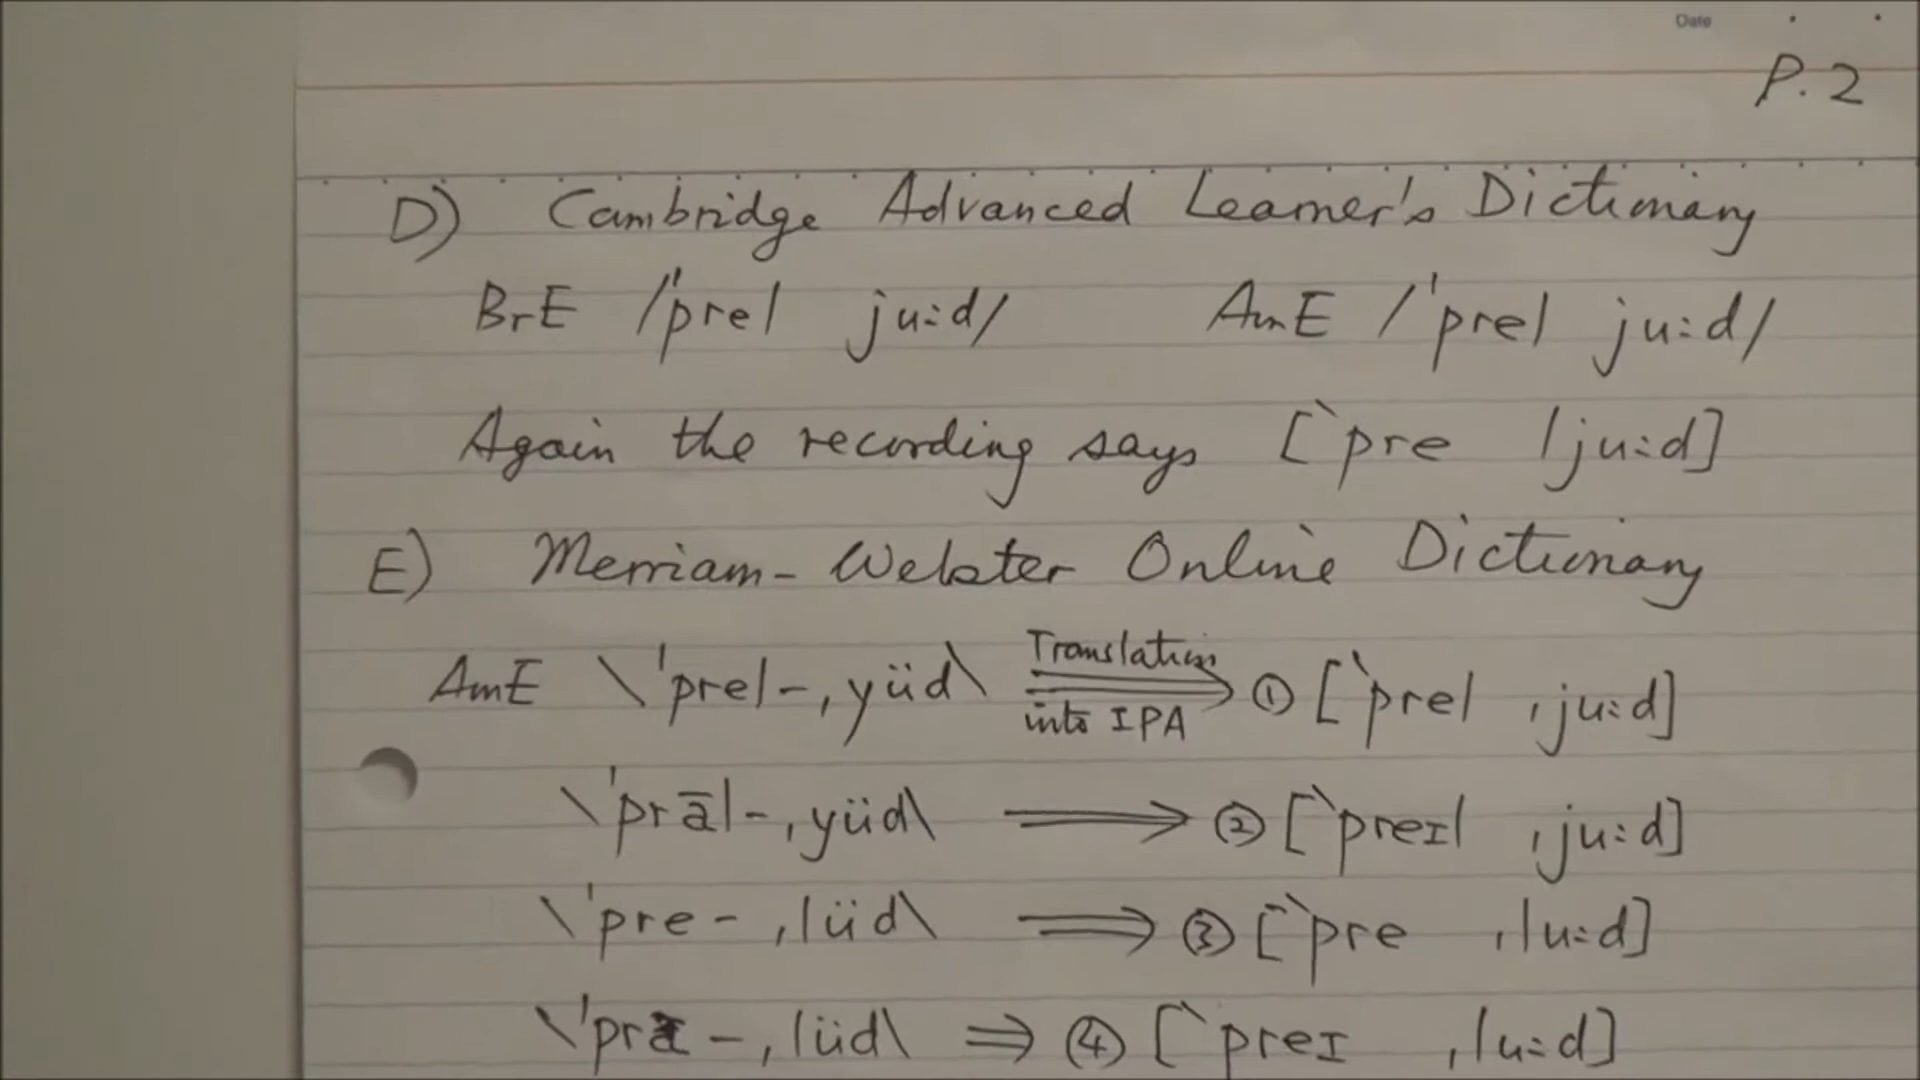 Date
P. 2
D) Cambridge Advanced Learner's Dictionary
BrE /ˈprel juːd/ AmE /ˈprel juːd/
Again the recording says [ˋpre ljuːd]
E) Merriam-Webster Online Dictionary
AmE \ˈprel-ˌyüd\ Translation into IPA ① [ˋprel ˌjuːd]
\ˈprāl-ˌyüd\ ⟹ ② [ˋpreɪl ˌjuːd]
\ˈpre-ˌlüd\ ⟹ ③ [ˋpre ˌluːd]
\ˈprā-ˌlüd\ ⟹ ④ [ˋpreɪ ˌluːd]